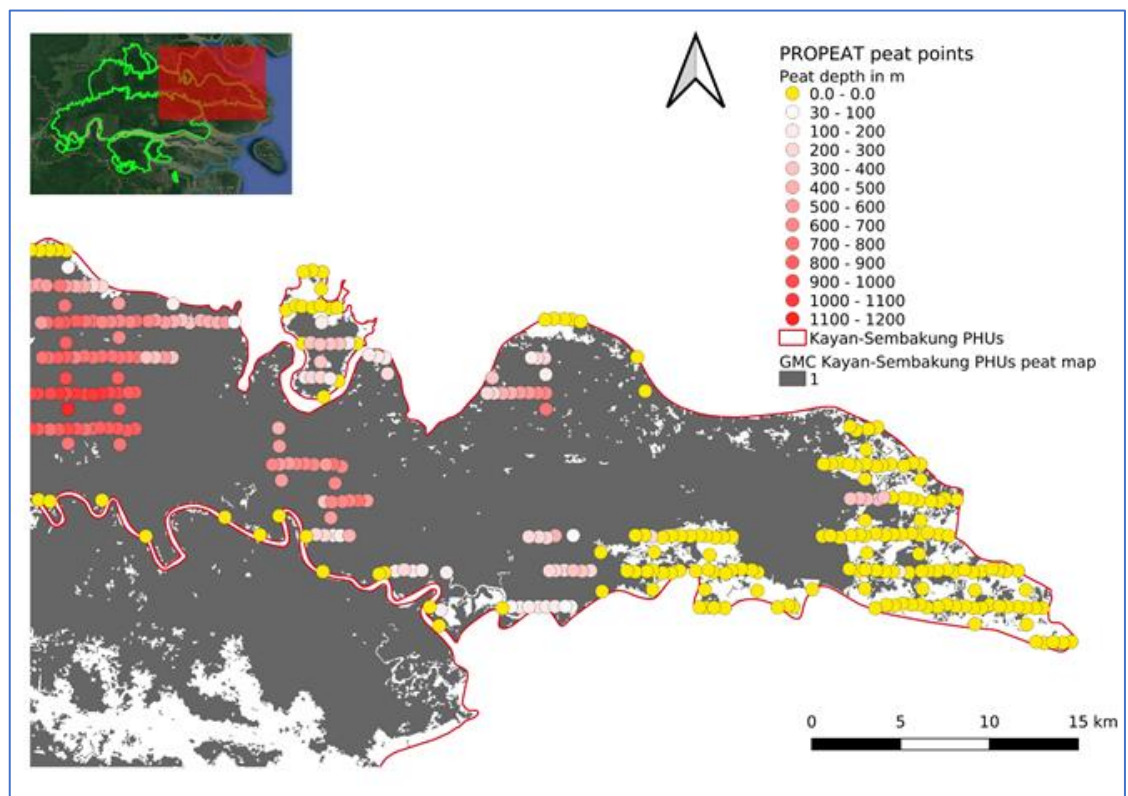 PROPEAT peat points
Peat depth in m
0.0 - 0.0
30 - 100
100 - 200
200 - 300
300 - 400
400 - 500
500 - 600
600 - 700
700 - 800
800 - 900
900 - 1000
1000 - 1100
1100 - 1200
Kayan-Sembakung PHUs
GMC Kayan-Sembakung PHUs peat map
1
0 5 10 15 km